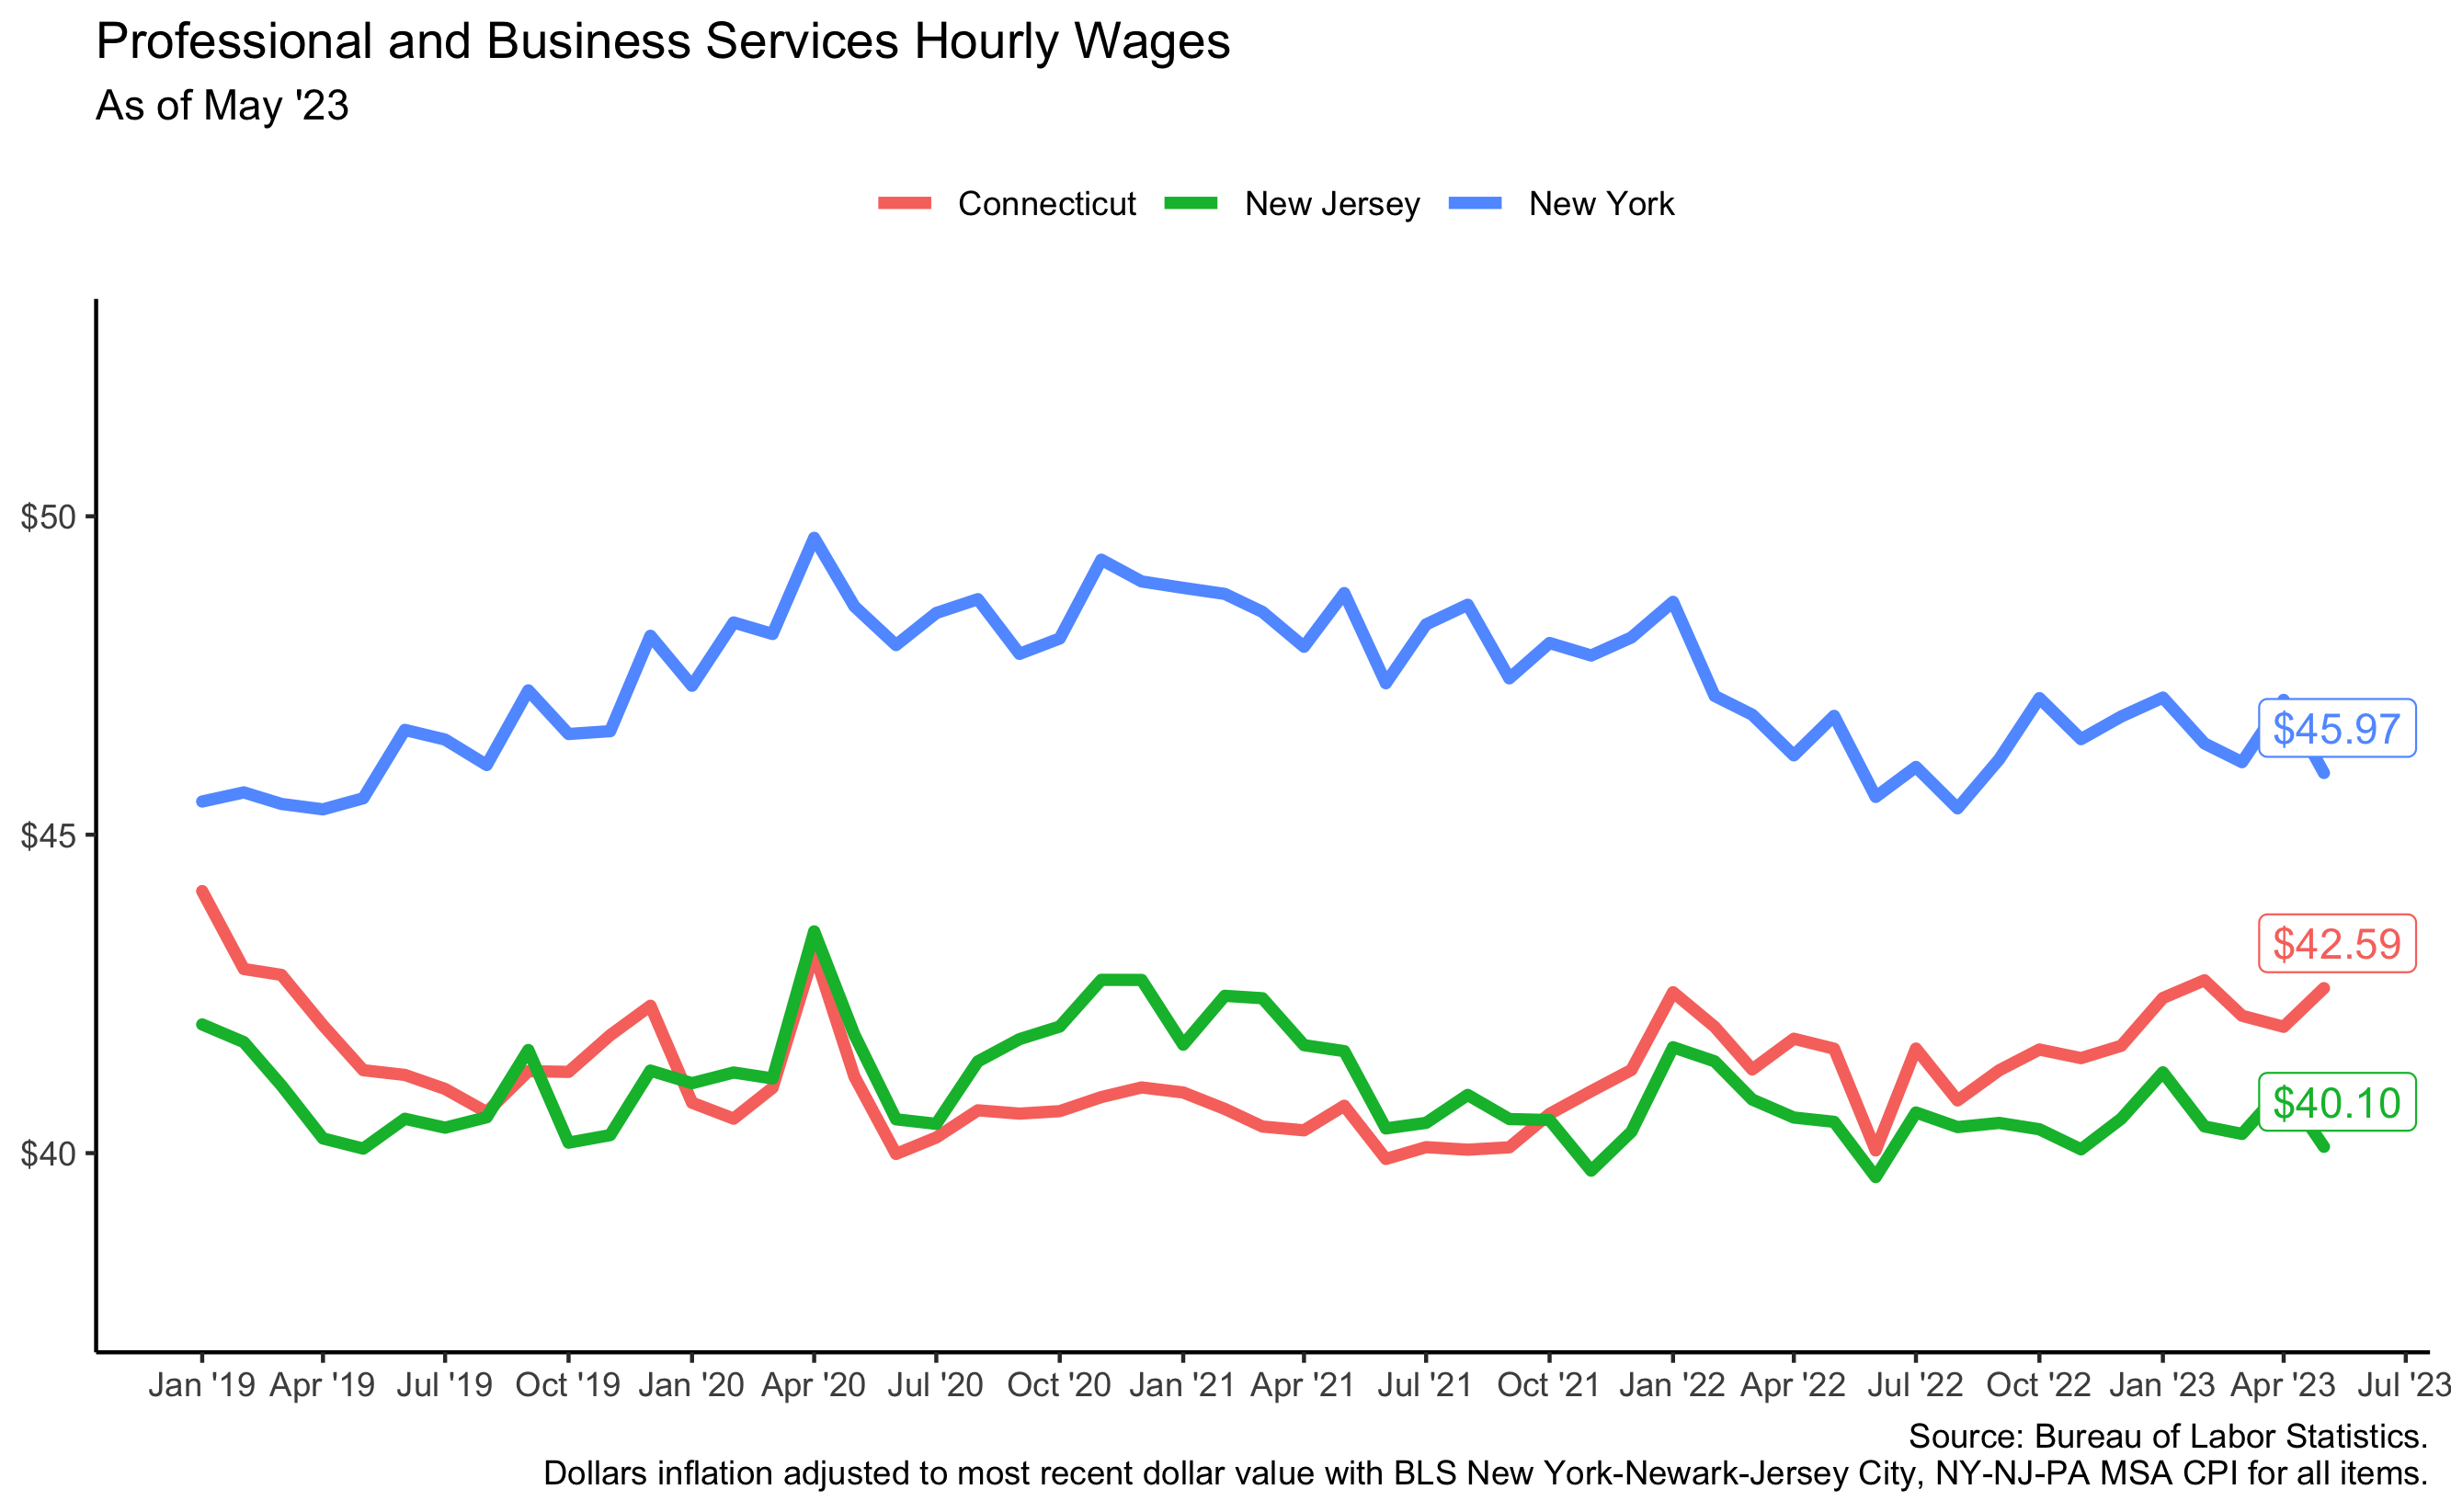 Professional and Business Services Hourly Wages
As of May '23
Connecticut New Jersey New York
$50
$45
$40
$45.97
$42.59
$40.10
Jan '19 Apr '19 Jul '19 Oct '19 Jan '20 Apr '20 Jul '20 Oct '20 Jan '21 Apr '21 Jul '21 Oct '21 Jan '22 Apr '22 Jul '22 Oct '22 Jan '23 Apr '23 Jul '23
Source: Bureau of Labor Statistics.
Dollars inflation adjusted to most recent dollar value with BLS New York-Newark-Jersey City, NY-NJ-PA MSA CPI for all items.